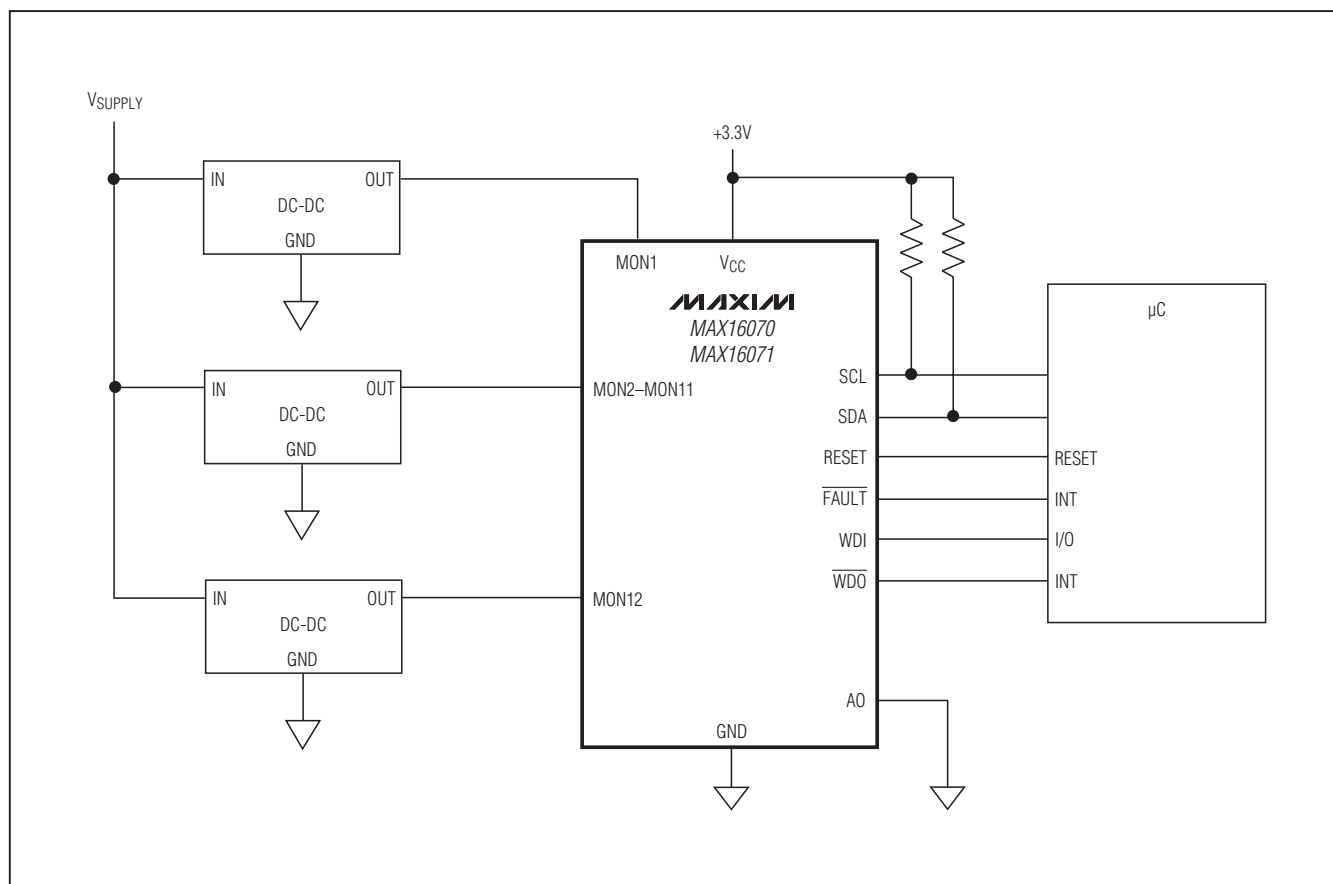 VSUPPLY
+3.3V
IN OUT
DC-DC
GND
MON1 VCC
MAXIM
MAX16070
MAX16071
µC
IN OUT
DC-DC
GND
MON2–MON11
SCL
SDA
RESET RESET
FAULT INT
WDI I/O
WDO INT
IN OUT
DC-DC
GND
MON12
A0
GND